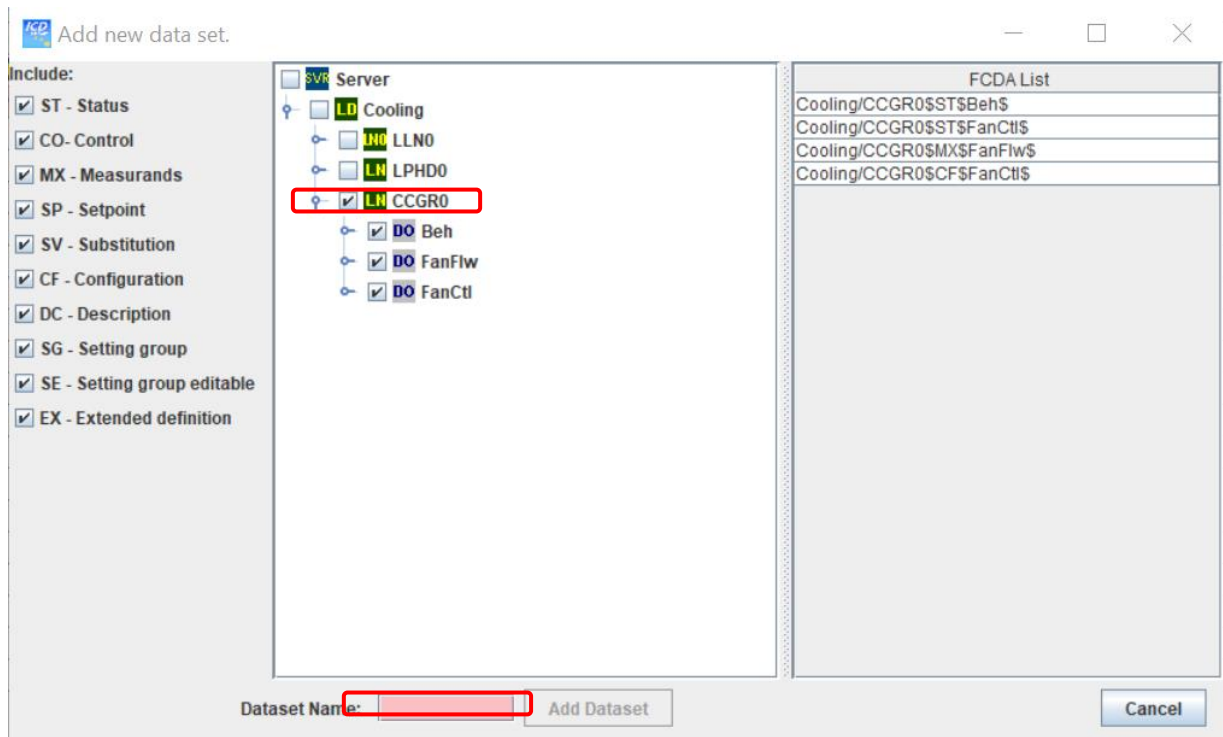 ICD
Add new data set.
Include:
ST - Status
CO- Control
MX - Measurands
SP - Setpoint
SV - Substitution
CF - Configuration
DC - Description
SG - Setting group
SE - Setting group editable
EX - Extended definition
SVR Server
LD Cooling
LN0 LLN0
LN LPHD0
LN CCGR0
DO Beh
DO FanFlw
DO FanCtl
FCDA List
Cooling/CCGR0$ST$Beh$
Cooling/CCGR0$ST$FanCtl$
Cooling/CCGR0$MX$FanFlw$
Cooling/CCGR0$CF$FanCtl$
Dataset Name:
Add Dataset
Cancel